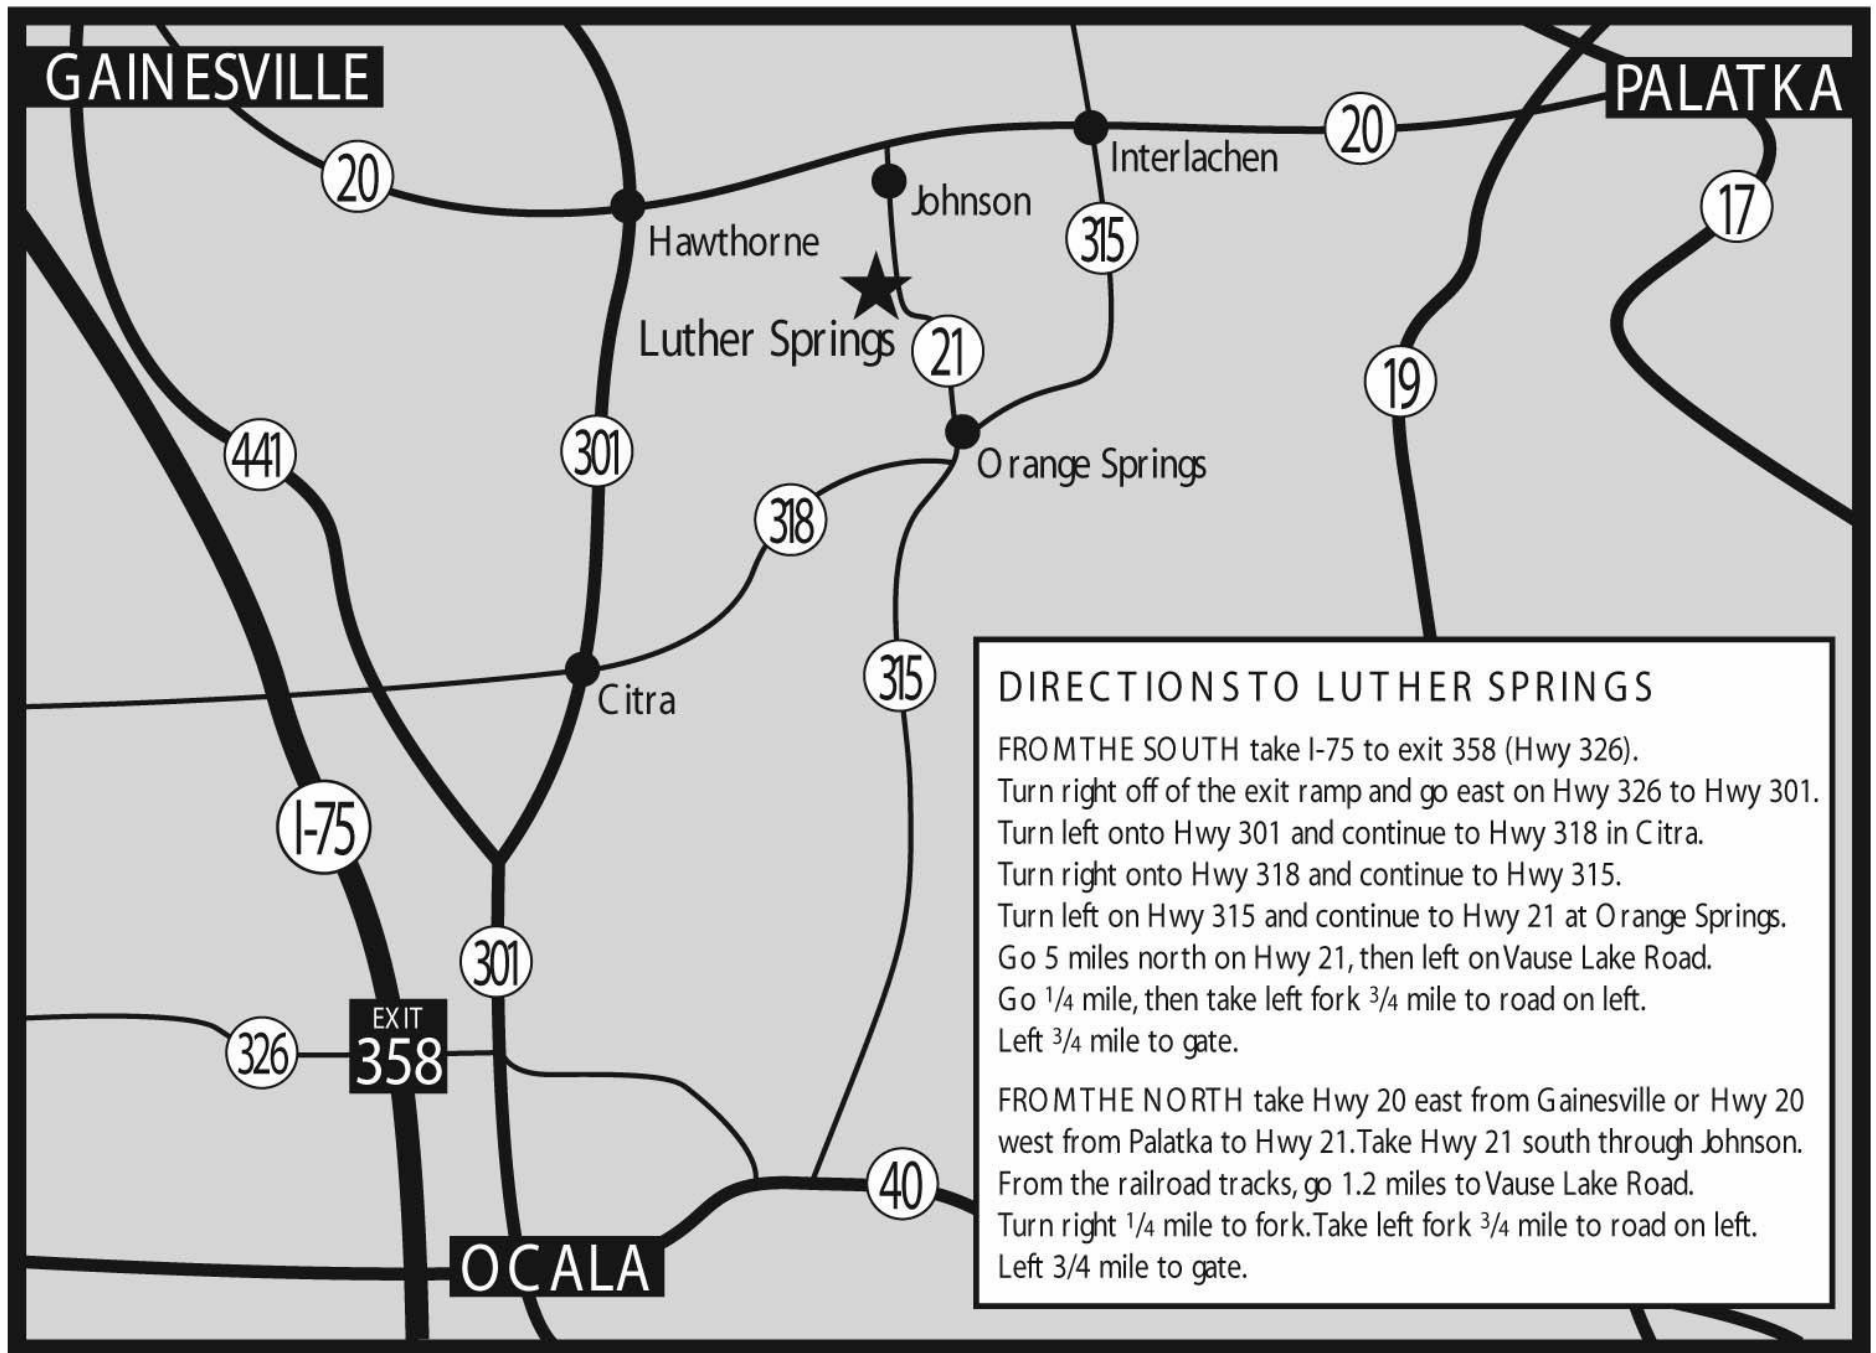 GAINESVILLE
PALATKA
20
Interlachen
20
Johnson
17
Hawthorne
315
Luther Springs
21
19
441
301
Orange Springs
318
Citra
315
I-75
301
EXIT
358
326
40
OCALA
DIRECTIONS TO LUTHER SPRINGS
FROM THE SOUTH take I-75 to exit 358 (Hwy 326).
Turn right off of the exit ramp and go east on Hwy 326 to Hwy 301.
Turn left onto Hwy 301 and continue to Hwy 318 in Citra.
Turn right onto Hwy 318 and continue to Hwy 315.
Turn left on Hwy 315 and continue to Hwy 21 at Orange Springs.
Go 5 miles north on Hwy 21, then left on Vause Lake Road.
Go 1/4 mile, then take left fork 3/4 mile to road on left.
Left 3/4 mile to gate.
FROM THE NORTH take Hwy 20 east from Gainesville or Hwy 20
west from Palatka to Hwy 21. Take Hwy 21 south through Johnson.
From the railroad tracks, go 1.2 miles to Vause Lake Road.
Turn right 1/4 mile to fork. Take left fork 3/4 mile to road on left.
Left 3/4 mile to gate.